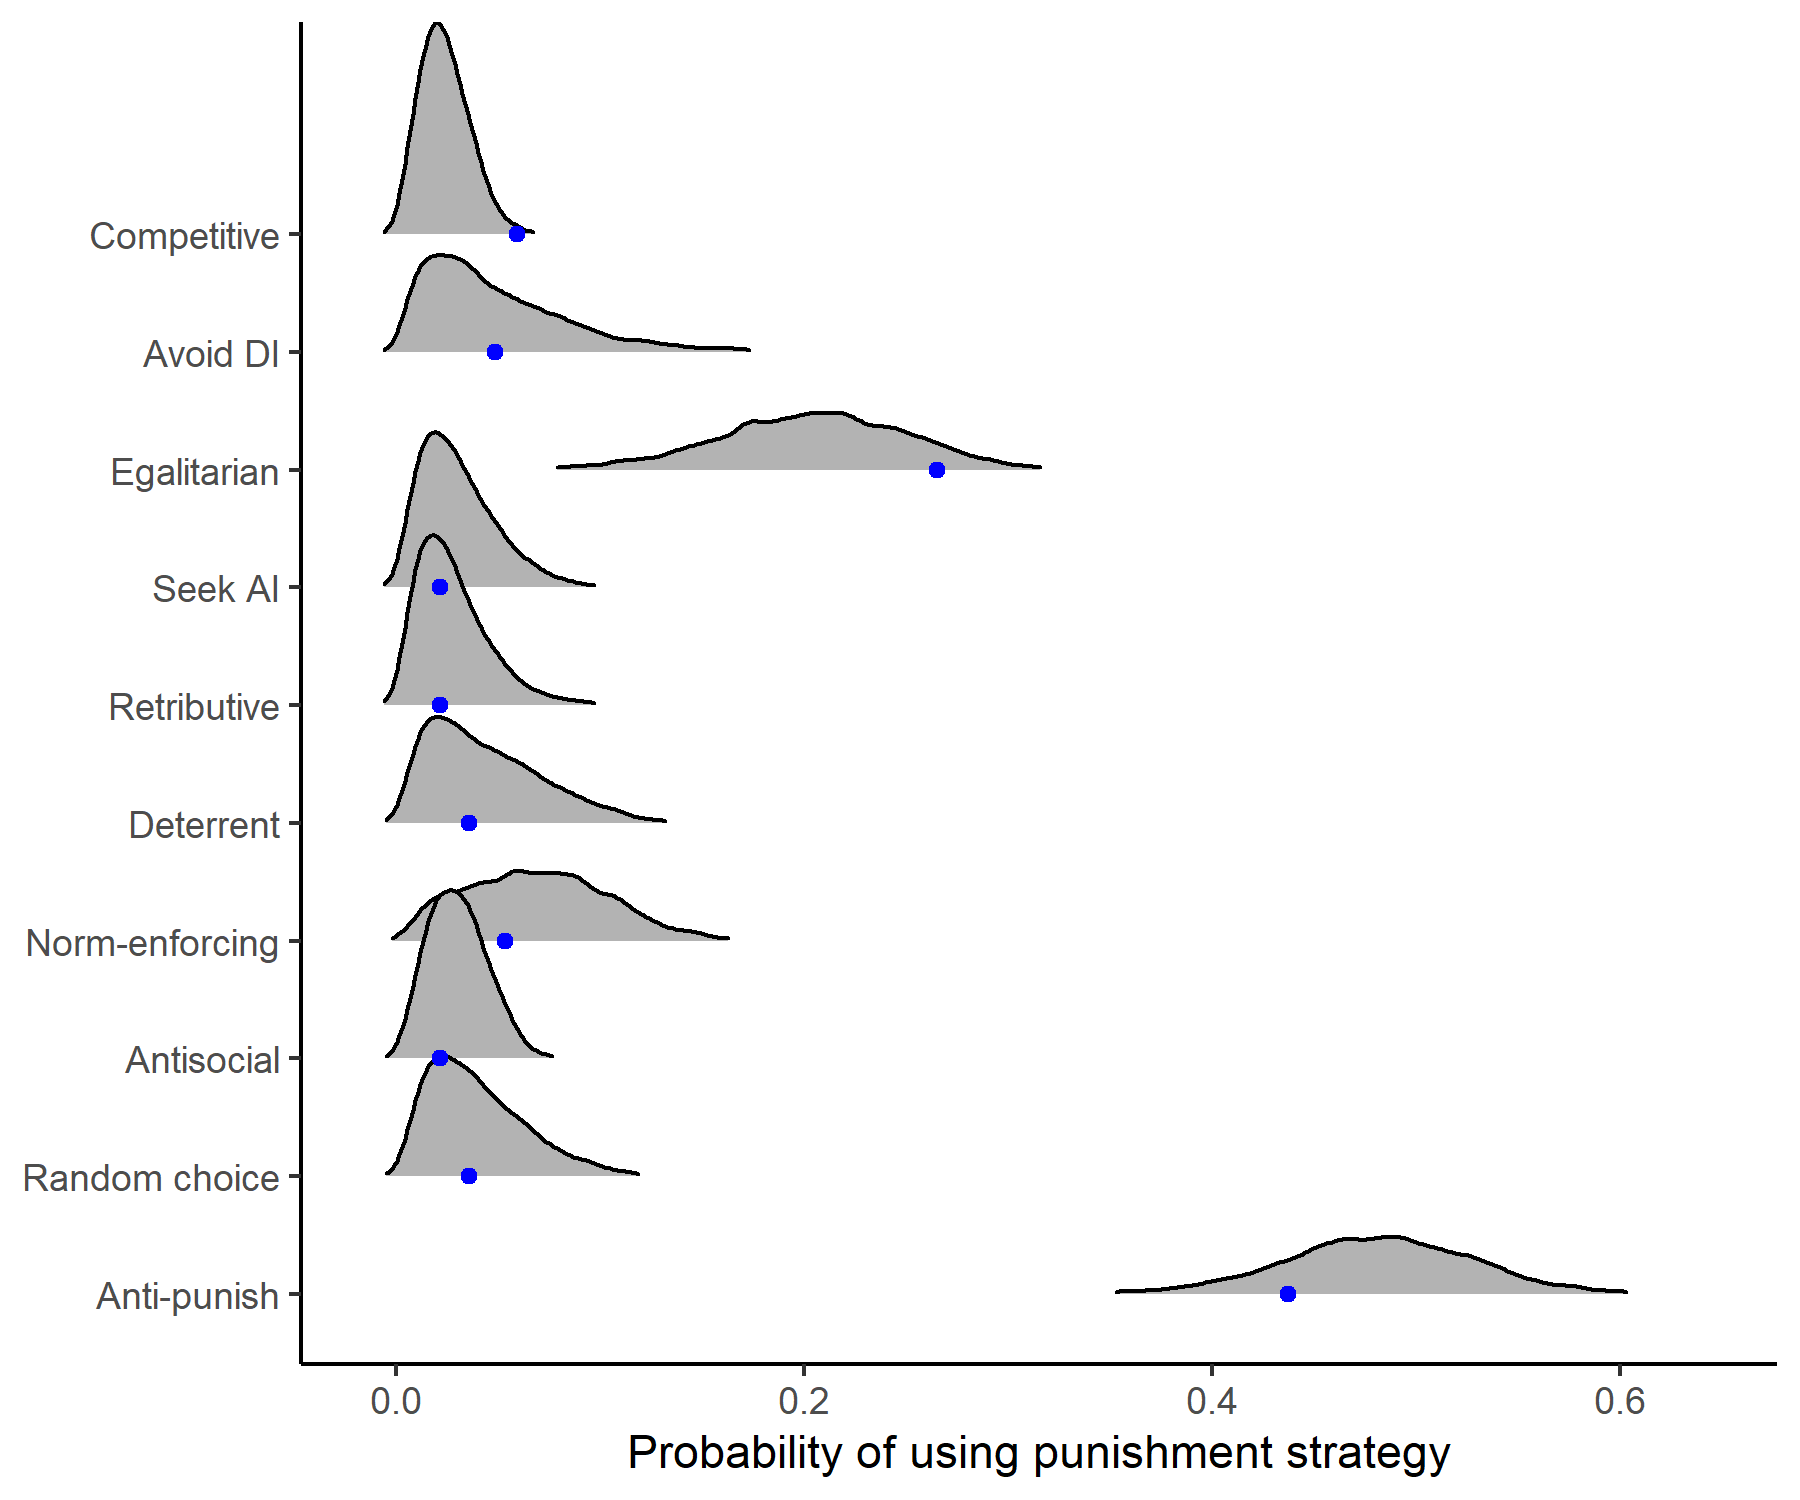 Competitive
Avoid DI
Egalitarian
Seek AI
Retributive
Deterrent
Norm-enforcing
Antisocial
Random choice
Anti-punish
0.0 0.2 0.4 0.6
Probability of using punishment strategy